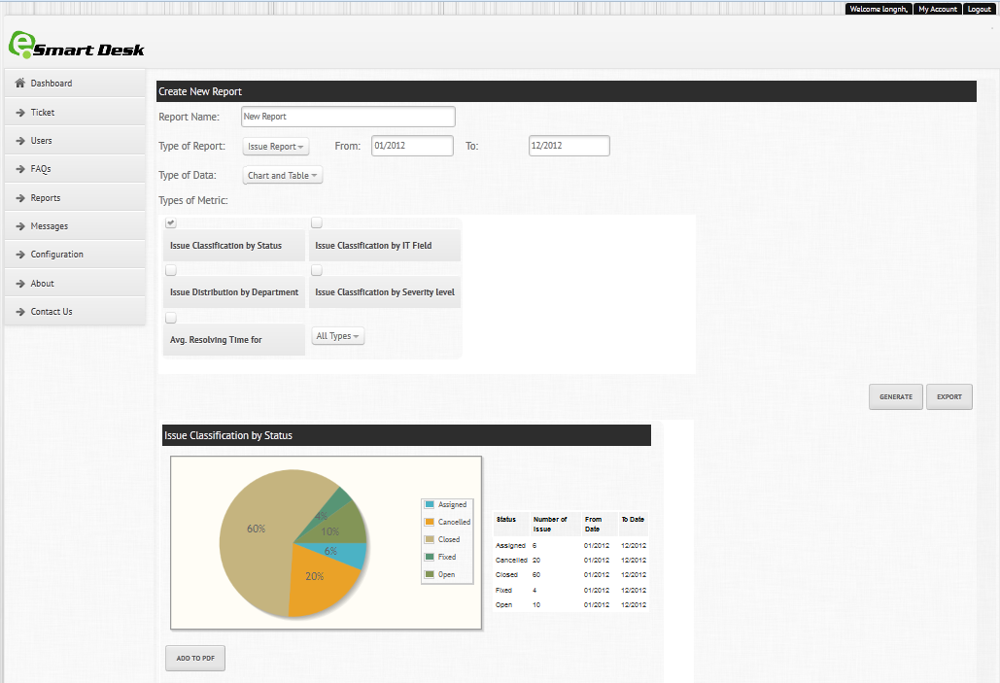 Welcome longnh, My Account Logout
eSmart Desk
Dashboard
Ticket
Users
FAQs
Reports
Messages
Configuration
About
Contact Us
Create New Report
Report Name: New Report
Type of Report: Issue Report From: 01/2012 To: 12/2012
Type of Data: Chart and Table
Types of Metric:
Issue Classification by Status Issue Classification by IT Field
Issue Distribution by Department Issue Classification by Severity level
Avg. Resolving Time for All Types
GENERATE EXPORT
Issue Classification by Status
60%
4%
10%
6%
20%
Assigned
Cancelled
Closed
Fixed
Open
Status Number of Issue From Date To Date
Assigned 6 01/2012 12/2012
Cancelled 20 01/2012 12/2012
Closed 60 01/2012 12/2012
Fixed 4 01/2012 12/2012
Open 10 01/2012 12/2012
ADD TO PDF